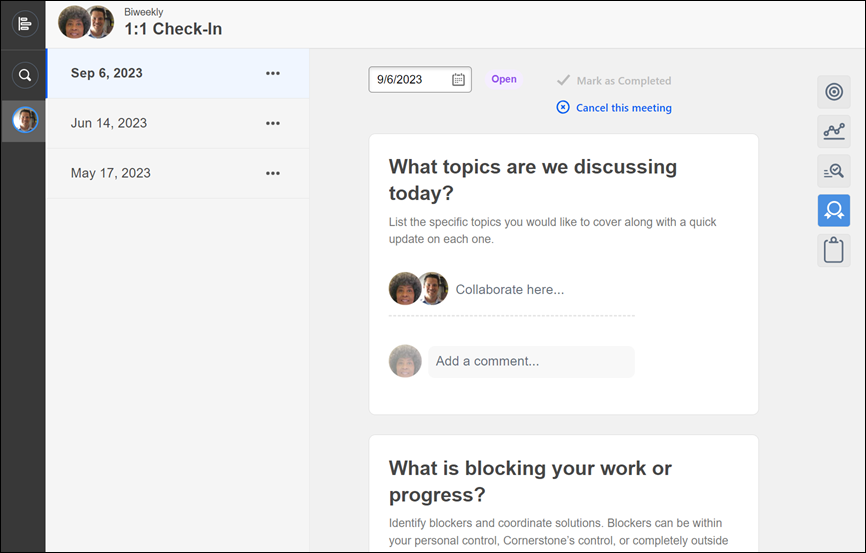 Biweekly
1:1 Check-In
Sep 6, 2023
Jun 14, 2023
May 17, 2023
9/6/2023
Open
Mark as Completed
Cancel this meeting
What topics are we discussing
today?
List the specific topics you would like to cover along with a quick
update on each one.
Collaborate here...
Add a comment...
What is blocking your work or
progress?
Identify blockers and coordinate solutions. Blockers can be within
your personal control, Cornerstone's control, or completely outside